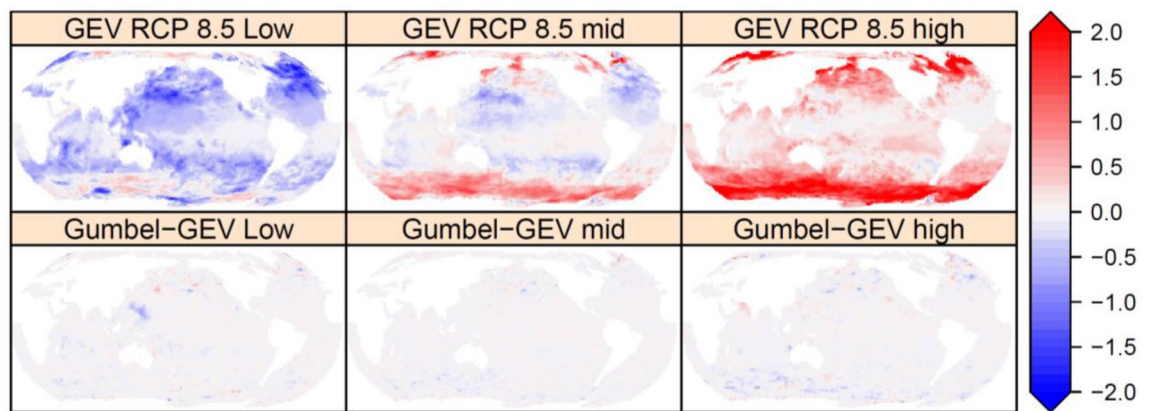 GEV RCP 8.5 Low
GEV RCP 8.5 mid
GEV RCP 8.5 high
Gumbel−GEV Low
Gumbel−GEV mid
Gumbel−GEV high
2.0
1.5
1.0
0.5
0.0
−0.5
−1.0
−1.5
−2.0